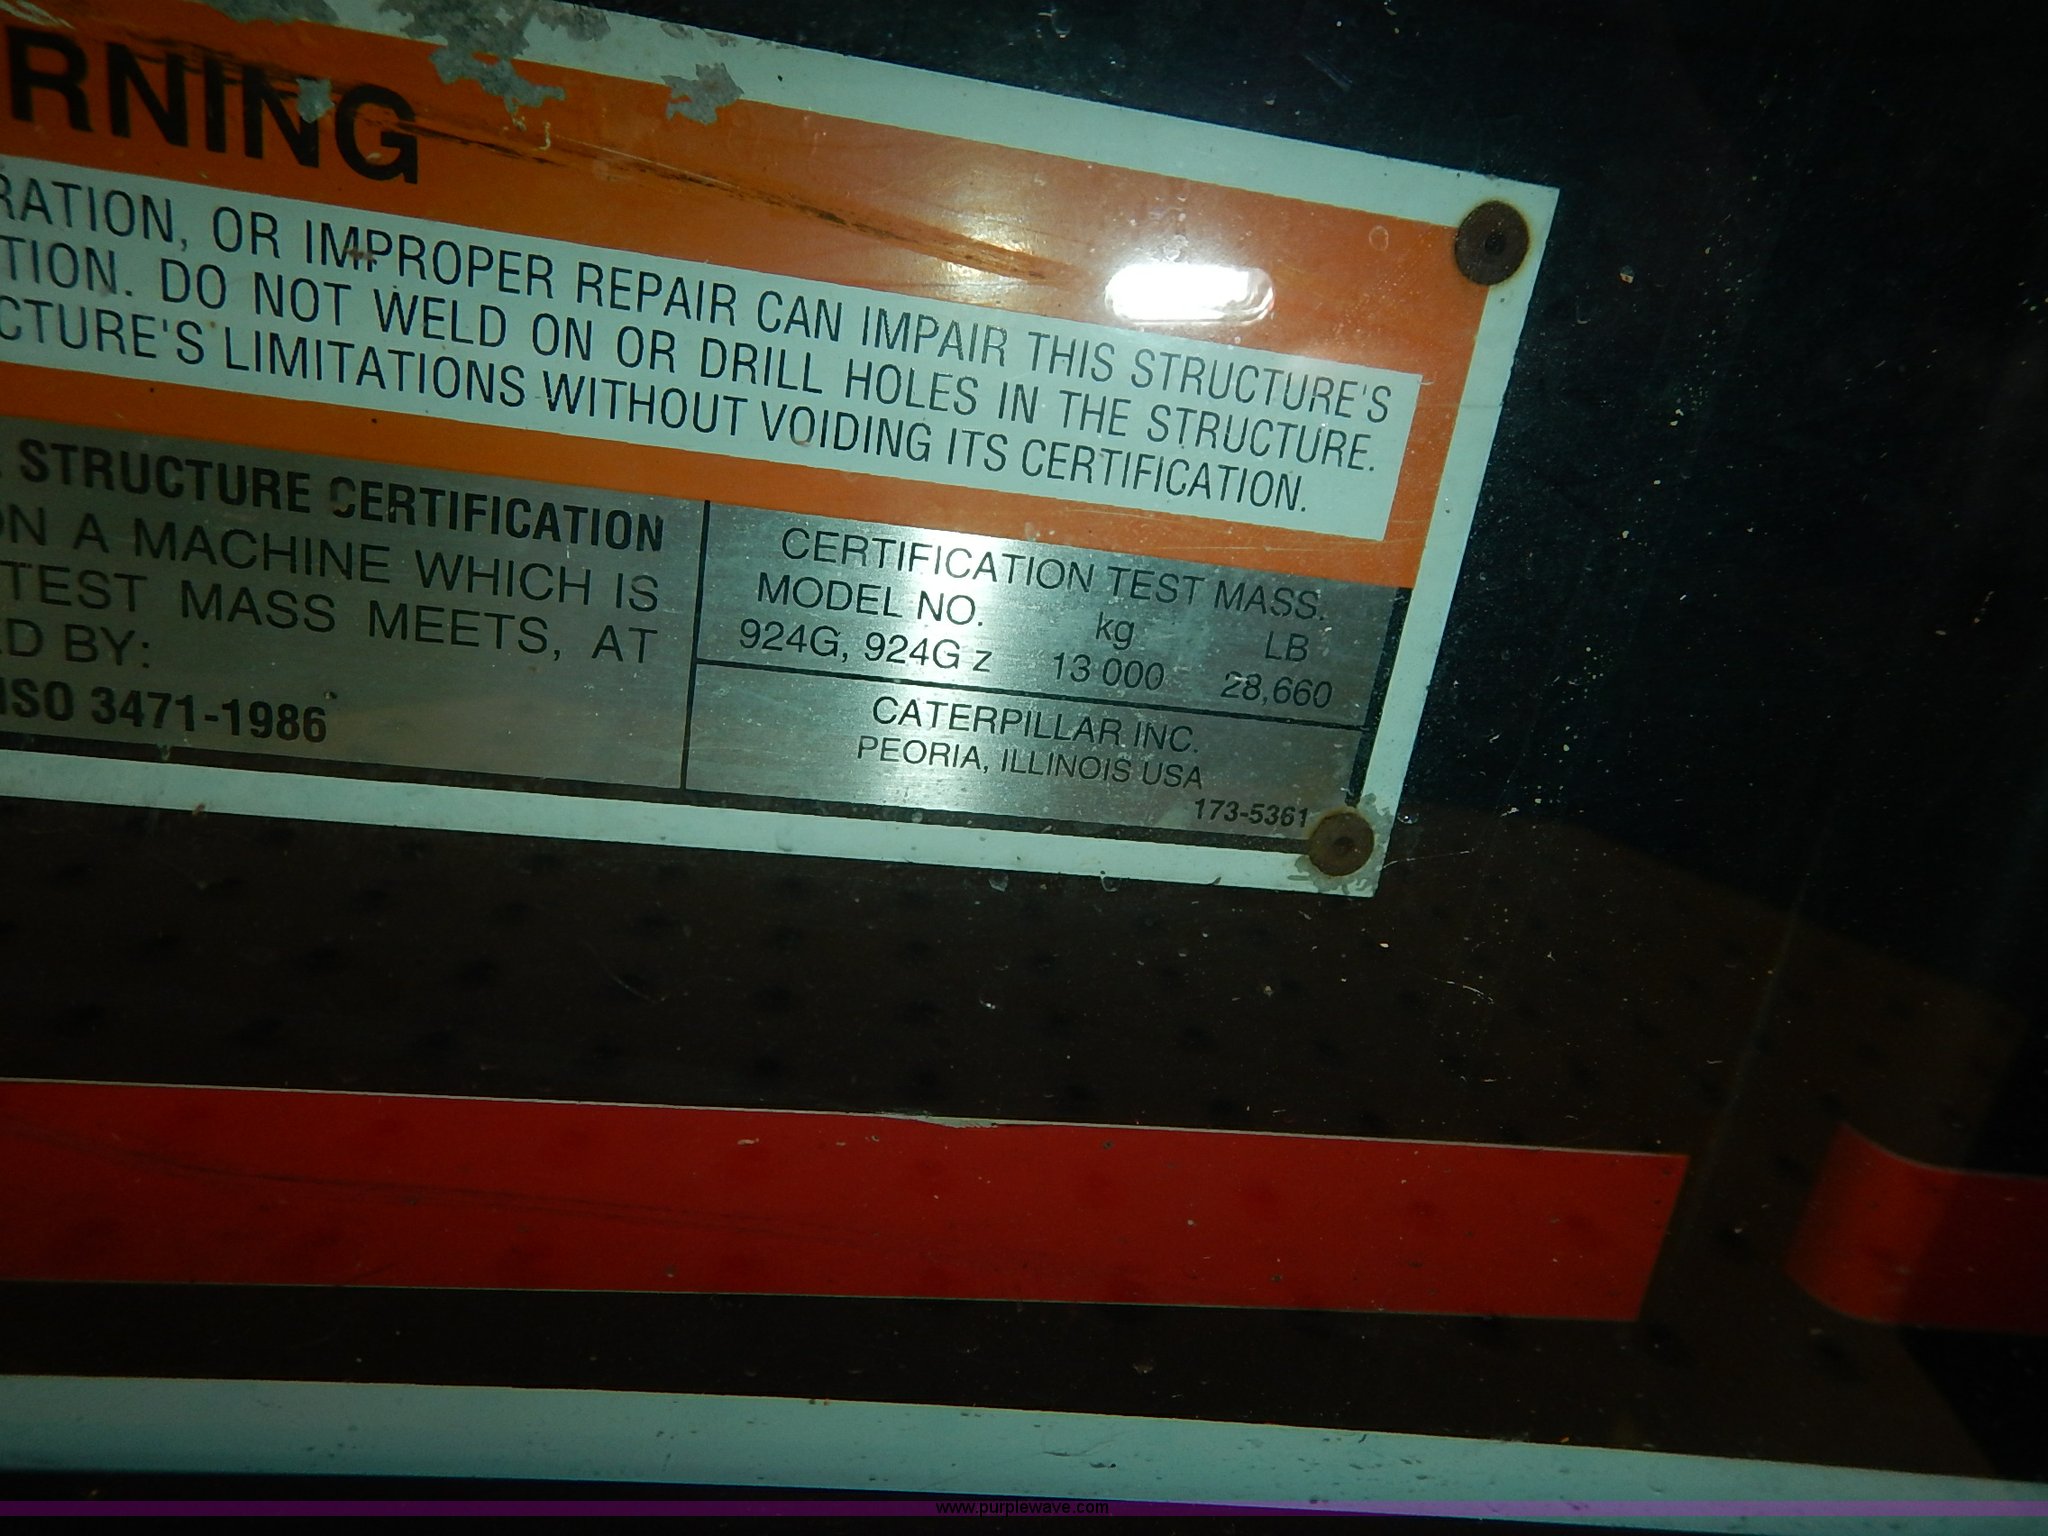 RNING
RATION, OR IMPROPER REPAIR CAN IMPAIR THIS STRUCTURE'S
TION. DO NOT WELD ON OR DRILL HOLES IN THE STRUCTURE.
CTURE'S LIMITATIONS WITHOUT VOIDING ITS CERTIFICATION.
STRUCTURE CERTIFICATION
ON A MACHINE WHICH IS
TEST MASS MEETS, AT
ED BY:
ISO 3471-1986
CERTIFICATION TEST MASS.
MODEL NO. kg LB
924G, 924G z 13 000 28,660
CATERPILLAR INC.
PEORIA, ILLINOIS USA
173-5361
www.purplewave.com